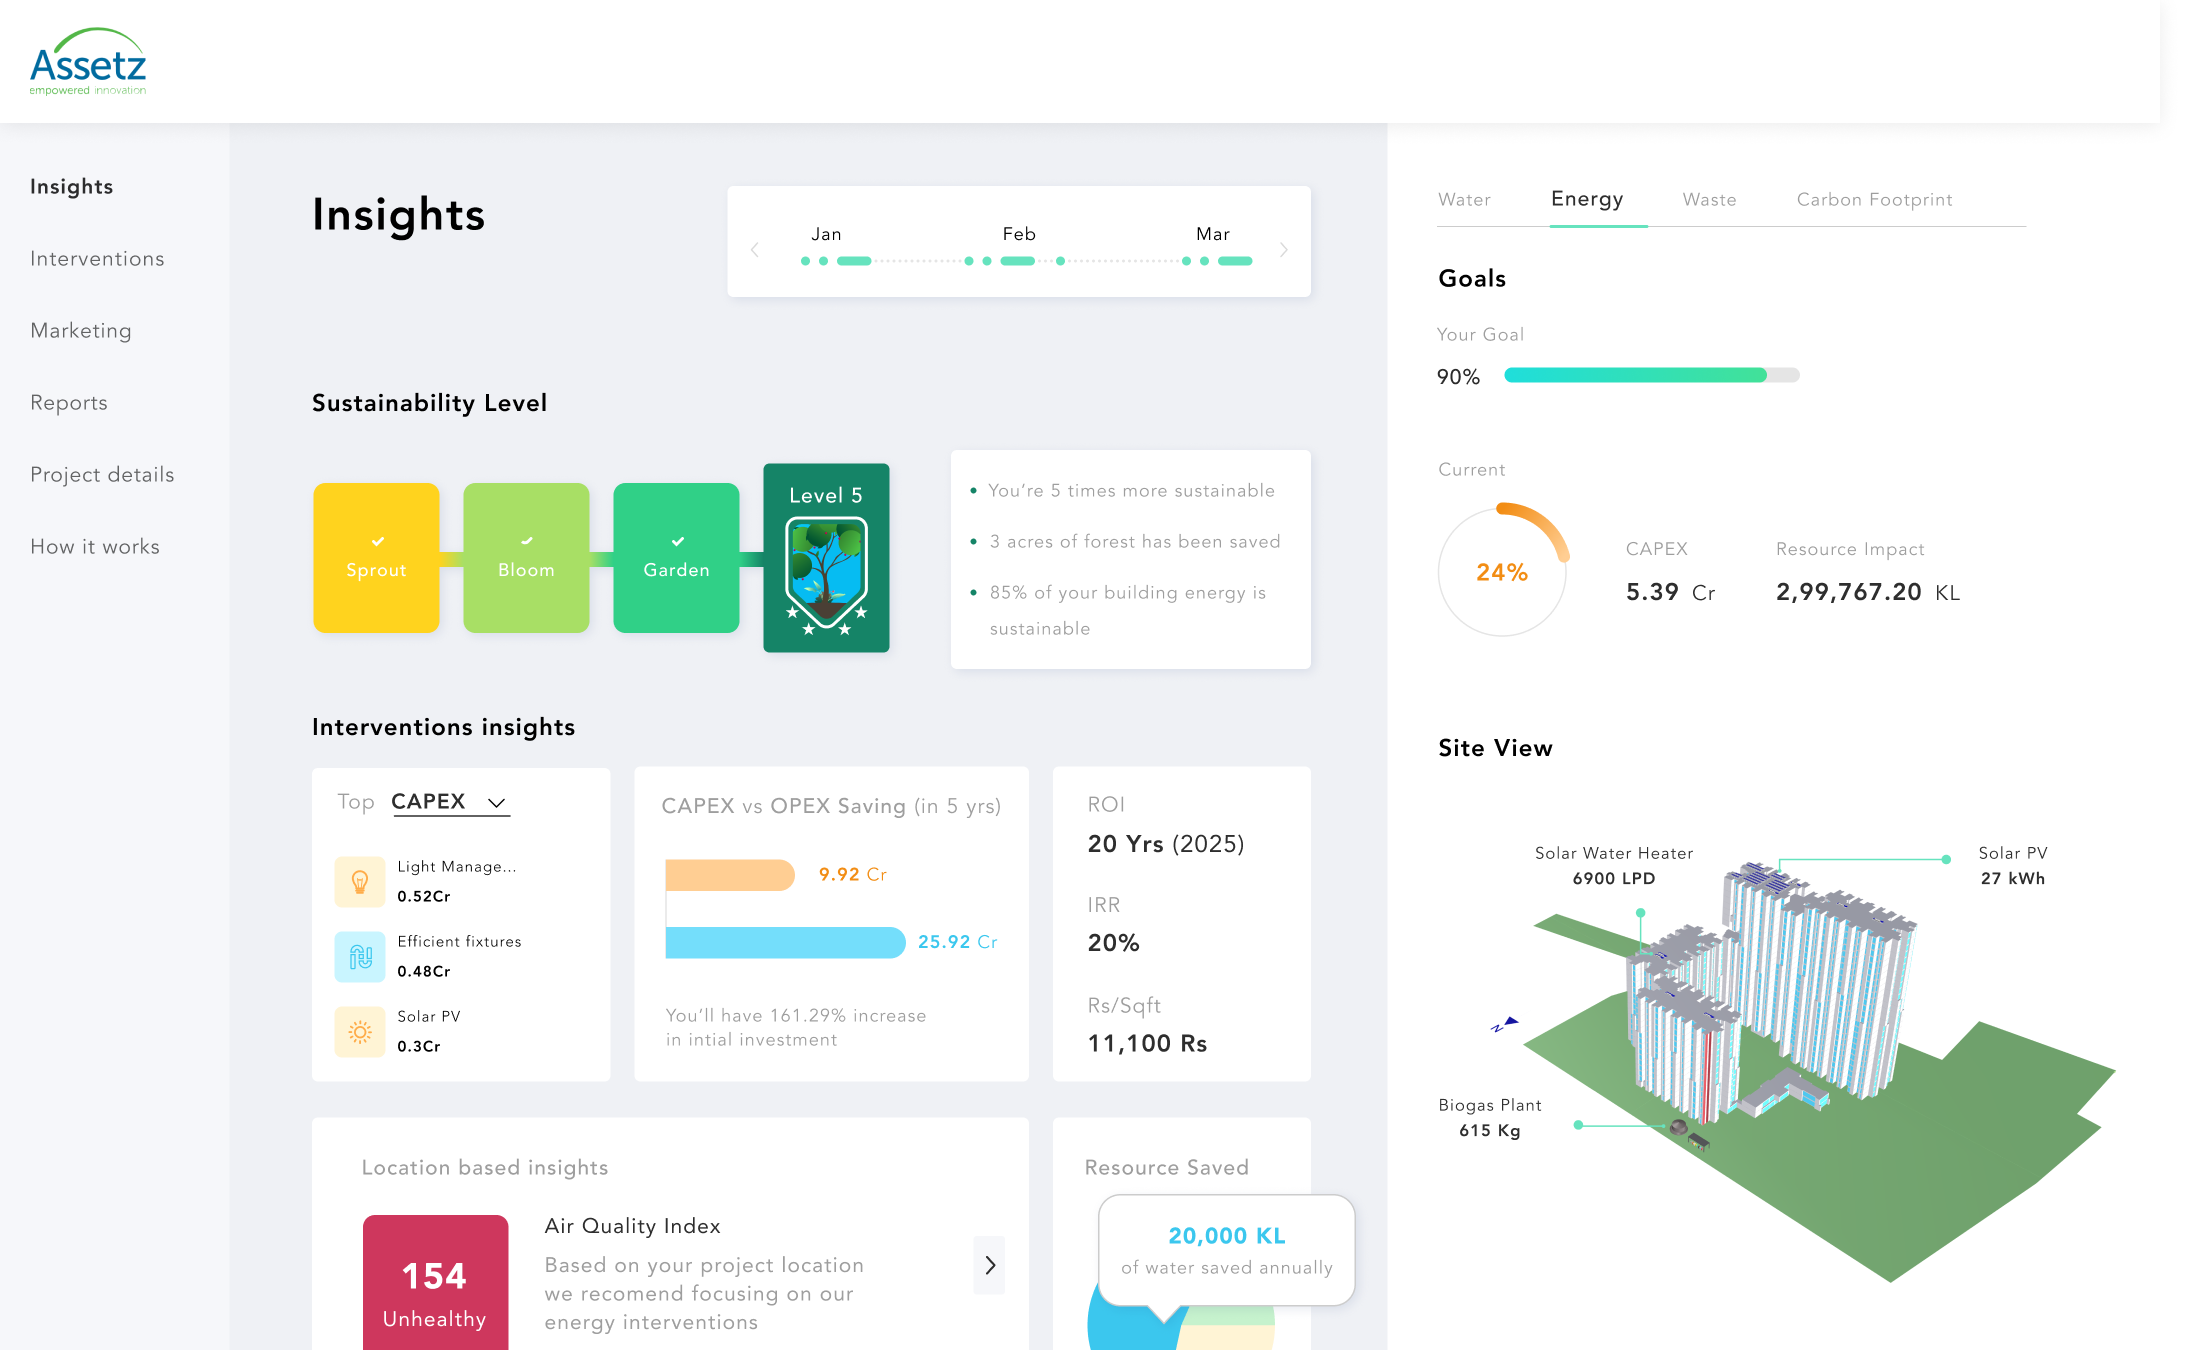 Assetz
empowered innovation
Insights
Interventions
Marketing
Reports
Project details
How it works
Insights
Jan
Feb
Mar
Sustainability Level
Sprout
Bloom
Garden
Level 5
You're 5 times more sustainable
3 acres of forest has been saved
85% of your building energy is
sustainable
Interventions insights
Top CAPEX
Light Manage...
0.52Cr
Efficient fixtures
0.48Cr
Solar PV
0.3Cr
CAPEX vs OPEX Saving (in 5 yrs)
9.92 Cr
25.92 Cr
You'll have 161.29% increase
in intial investment
ROI
20 Yrs (2025)
IRR
20%
Rs/Sqft
11,100 Rs
Location based insights
154
Unhealthy
Air Quality Index
Based on your project location
we recomend focusing on our
energy interventions
Resource Saved
20,000 KL
of water saved annually
Water
Energy
Waste
Carbon Footprint
Goals
Your Goal
90%
Current
24%
CAPEX
5.39 Cr
Resource Impact
2,99,767.20 KL
Site View
Solar Water Heater
6900 LPD
Solar PV
27 kWh
N
Biogas Plant
615 Kg